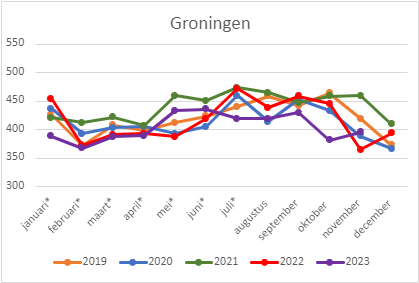 Groningen
550
500
450
400
350
300
januari*
februari*
maart*
april*
mei*
juni*
juli*
augustus
september
oktober
november
december
2019 2020 2021 2022 2023